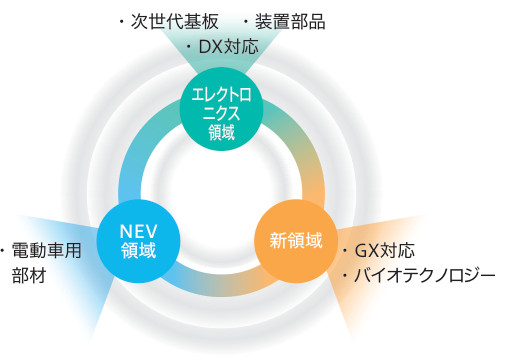 ・次世代基板 ・装置部品
・DX対応
エレクトロ
ニクス
領域
NEV
領域
新領域
・電動車用
部材
・GX対応
・バイオテクノロジー